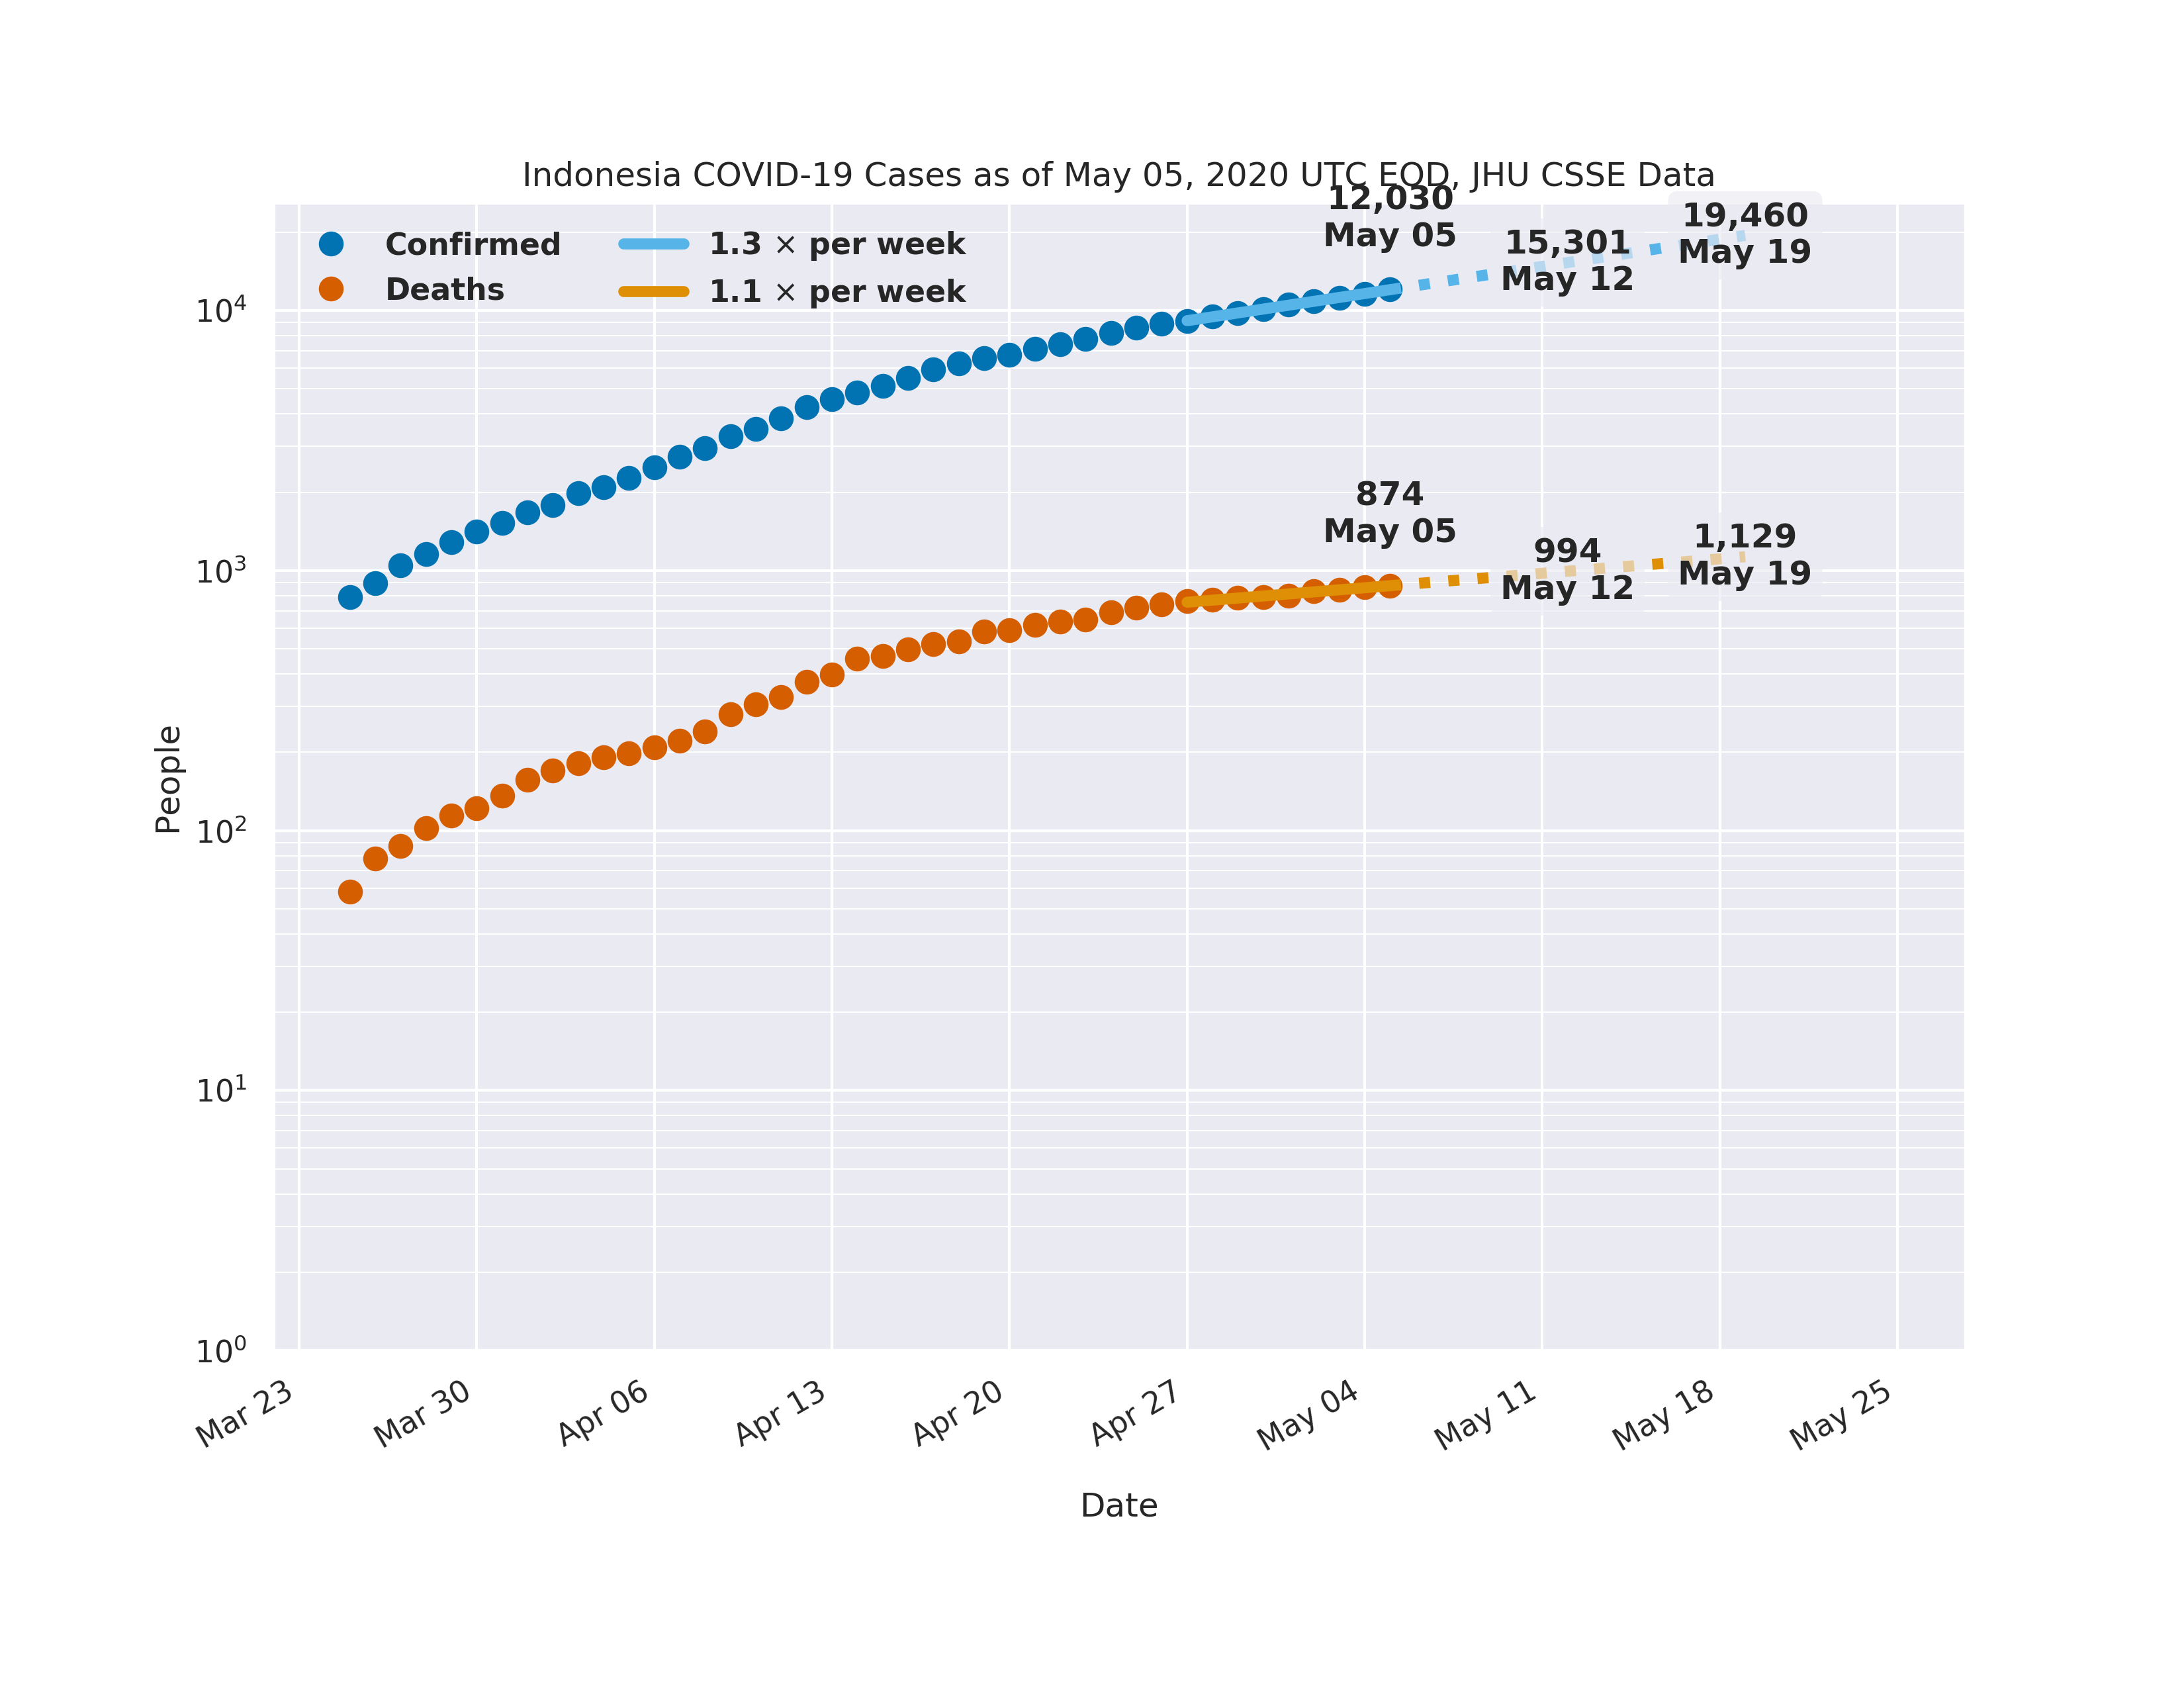 Indonesia COVID-19 Cases as of May 05, 2020 UTC EOD, JHU CSSE Data
Confirmed
Deaths
1.3 × per week
1.1 × per week
12,030
May 05
15,301
May 12
19,460
May 19
874
May 05
994
May 12
1,129
May 19
People
10⁴
10³
10²
10¹
10⁰
Mar 23
Mar 30
Apr 06
Apr 13
Apr 20
Apr 27
May 04
May 11
May 18
May 25
Date